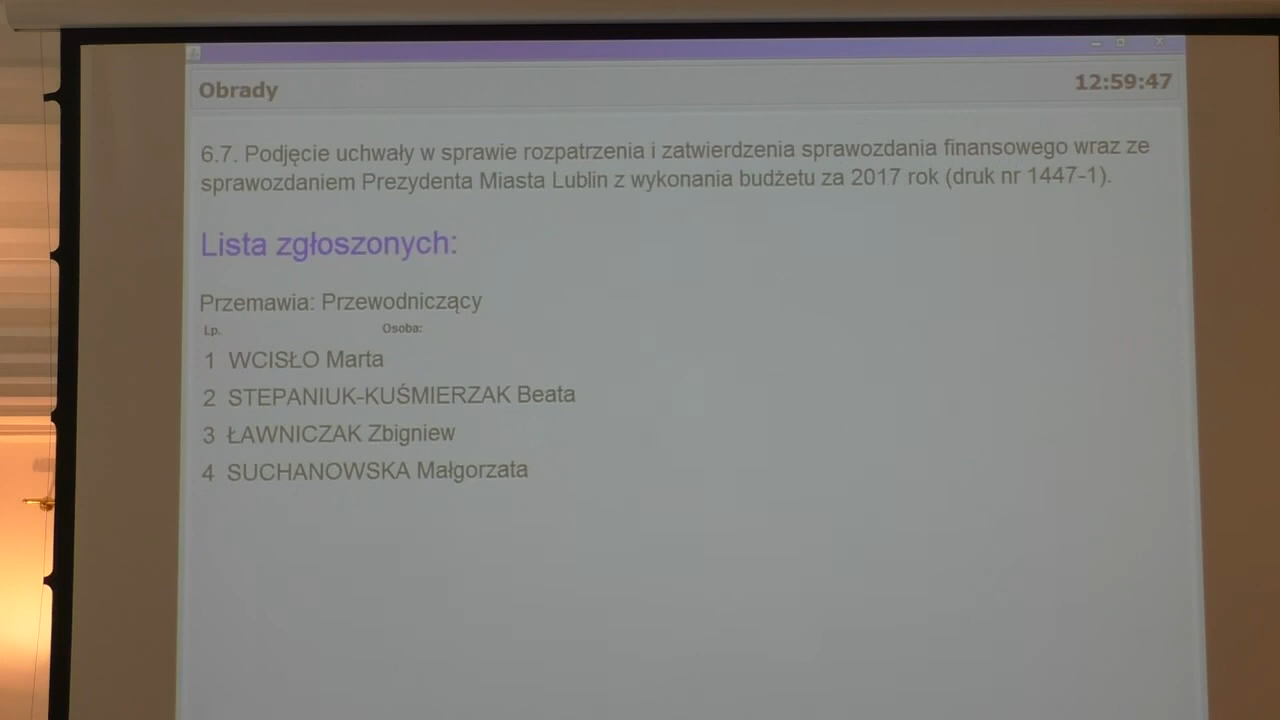 Obrady
12:59:47
6.7. Podjęcie uchwały w sprawie rozpatrzenia i zatwierdzenia sprawozdania finansowego wraz ze
sprawozdaniem Prezydenta Miasta Lublin z wykonania budżetu za 2017 rok (druk nr 1447-1).
Lista zgłoszonych:
Przemawia: Przewodniczący
Lp. Osoba:
1 WCISŁO Marta
2 STEPANIUK-KUŚMIERZAK Beata
3 ŁAWNICZAK Zbigniew
4 SUCHANOWSKA Małgorzata